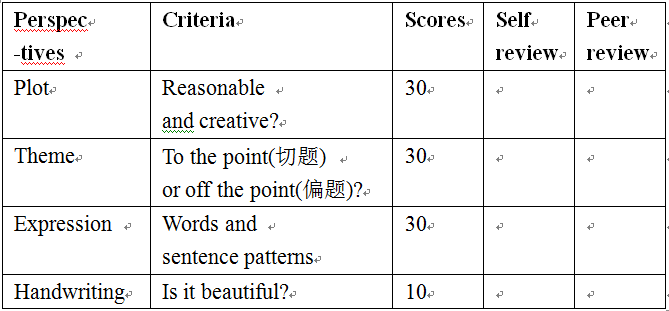 Perspec Criteria Scores Self Peer
-tives review review
Plot Reasonable 30
and creative?
Theme To the point(切题) 30
or off the point(偏题)?
Expression Words and 30
sentence patterns
Handwriting Is it beautiful? 10